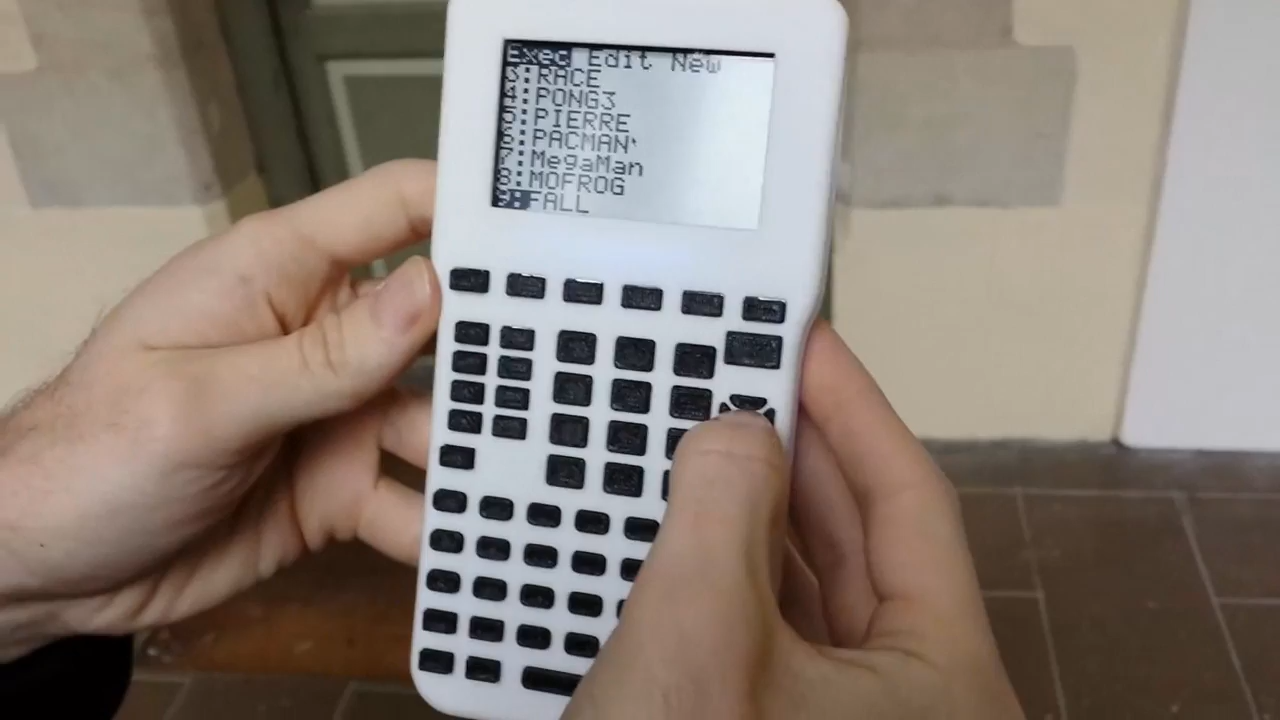 Exec Edit New
3:RACE
4:PONG3
5:PIERRE
6:PACMAN'
7:MegaMan
8:MOFROG
9:FALL